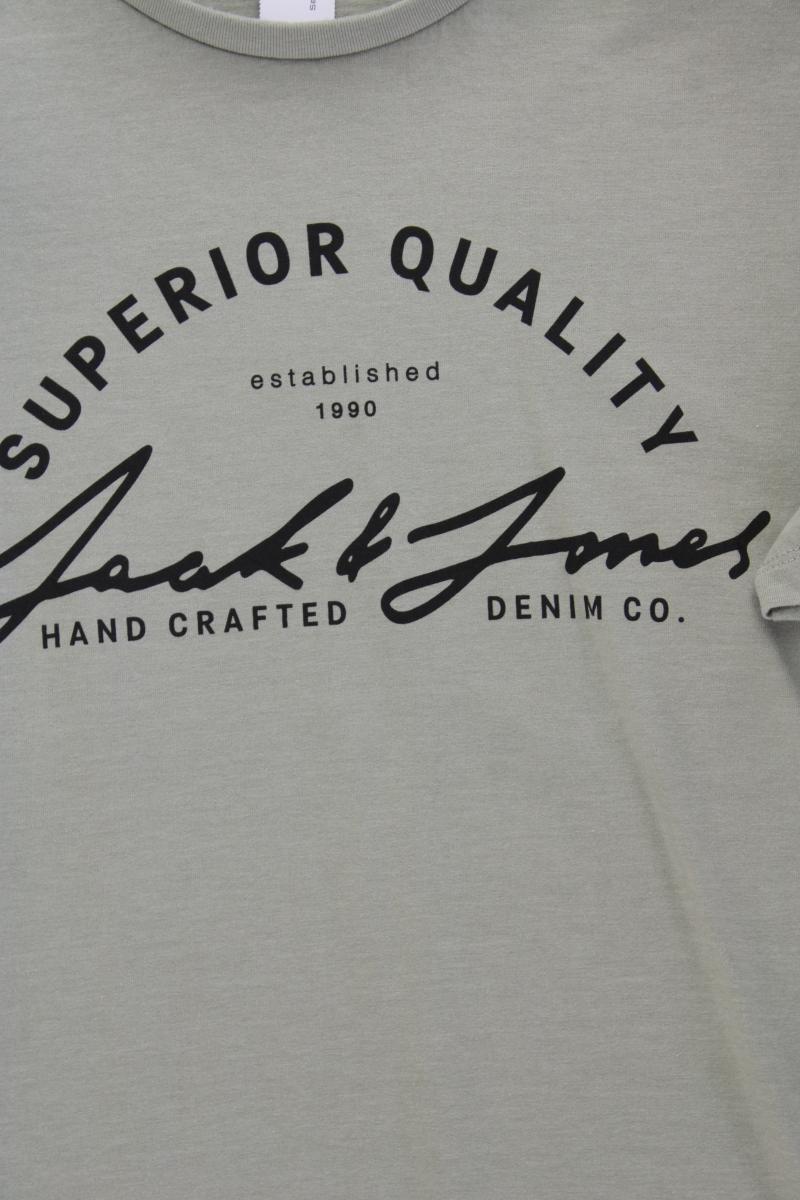 SUPERIOR QUALITY
established
1990
Jack & Jones
HAND CRAFTED DENIM CO.